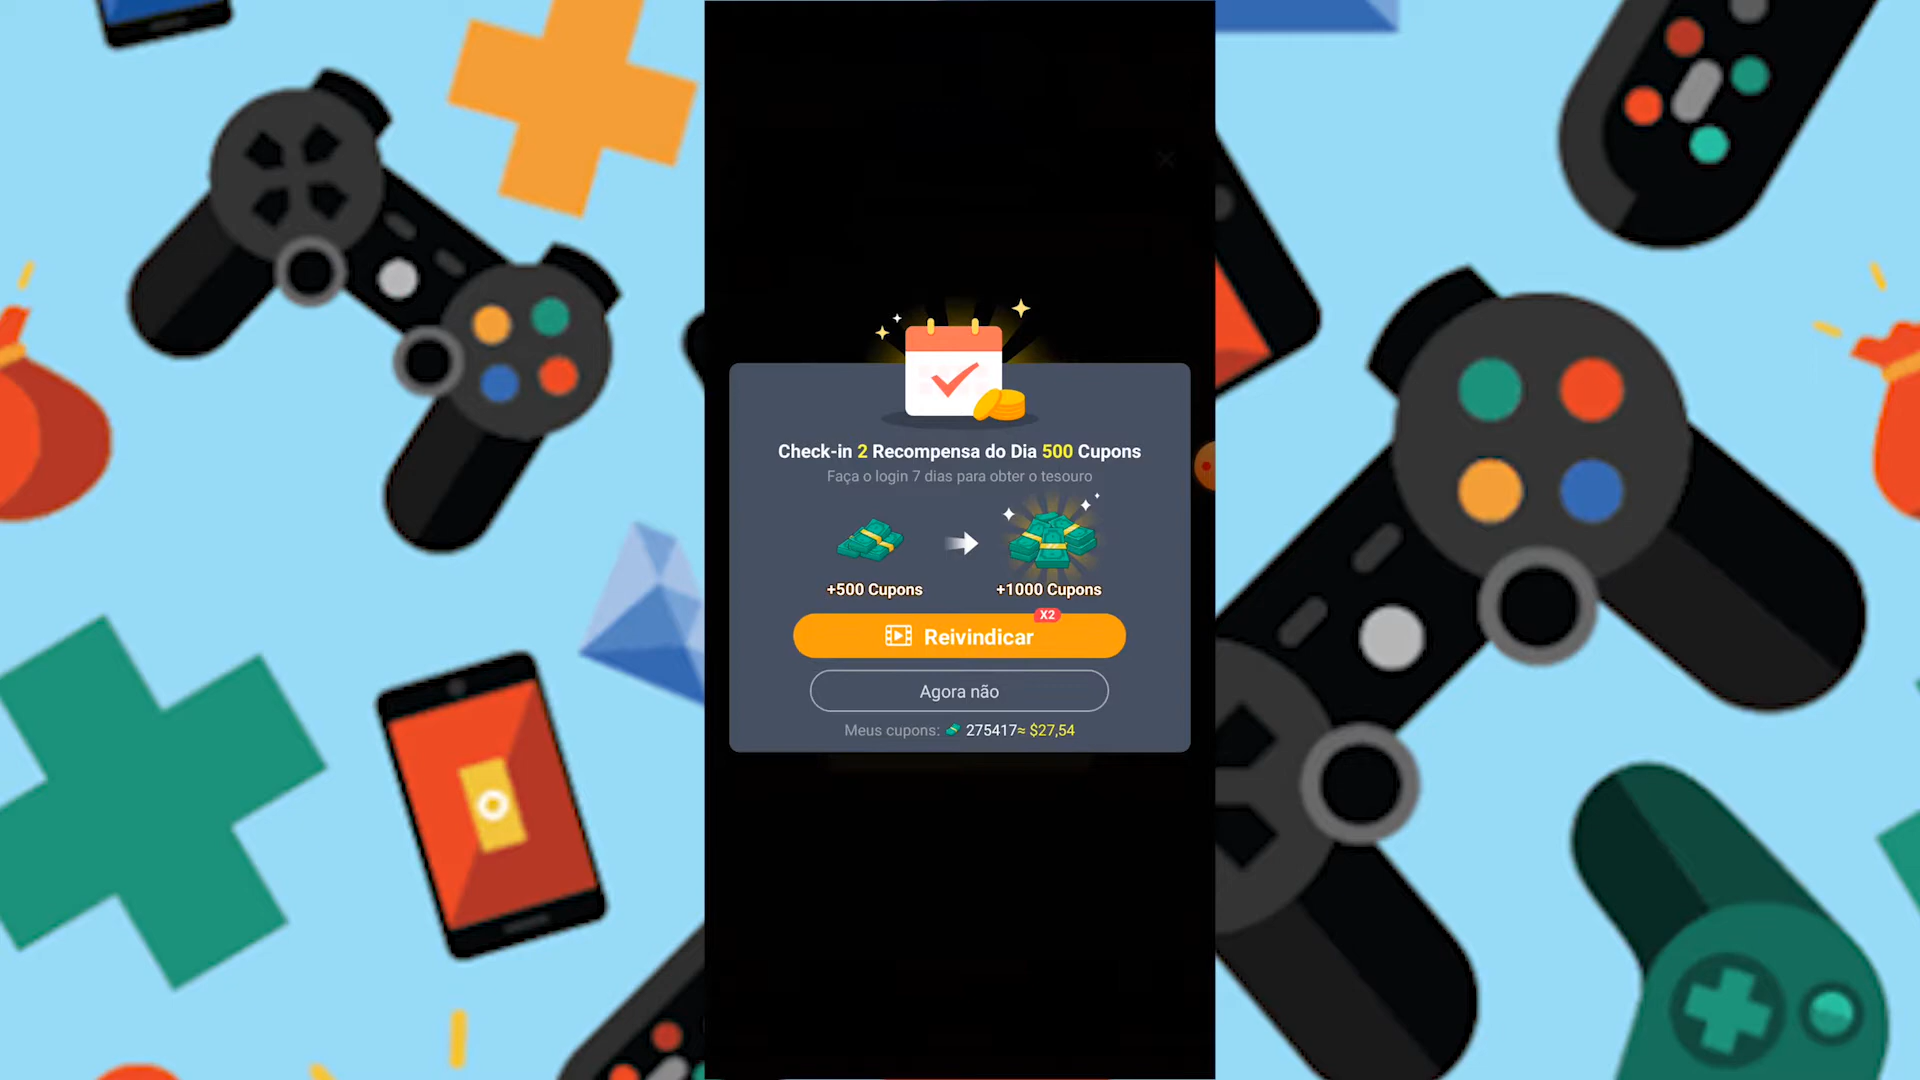 Check-in 2 Recompensa do Dia 500 Cupons
Faça o login 7 dias para obter o tesouro
+500 Cupons
+1000 Cupons
X2
Reivindicar
Agora não
Meus cupons: 275417≈ $27,54